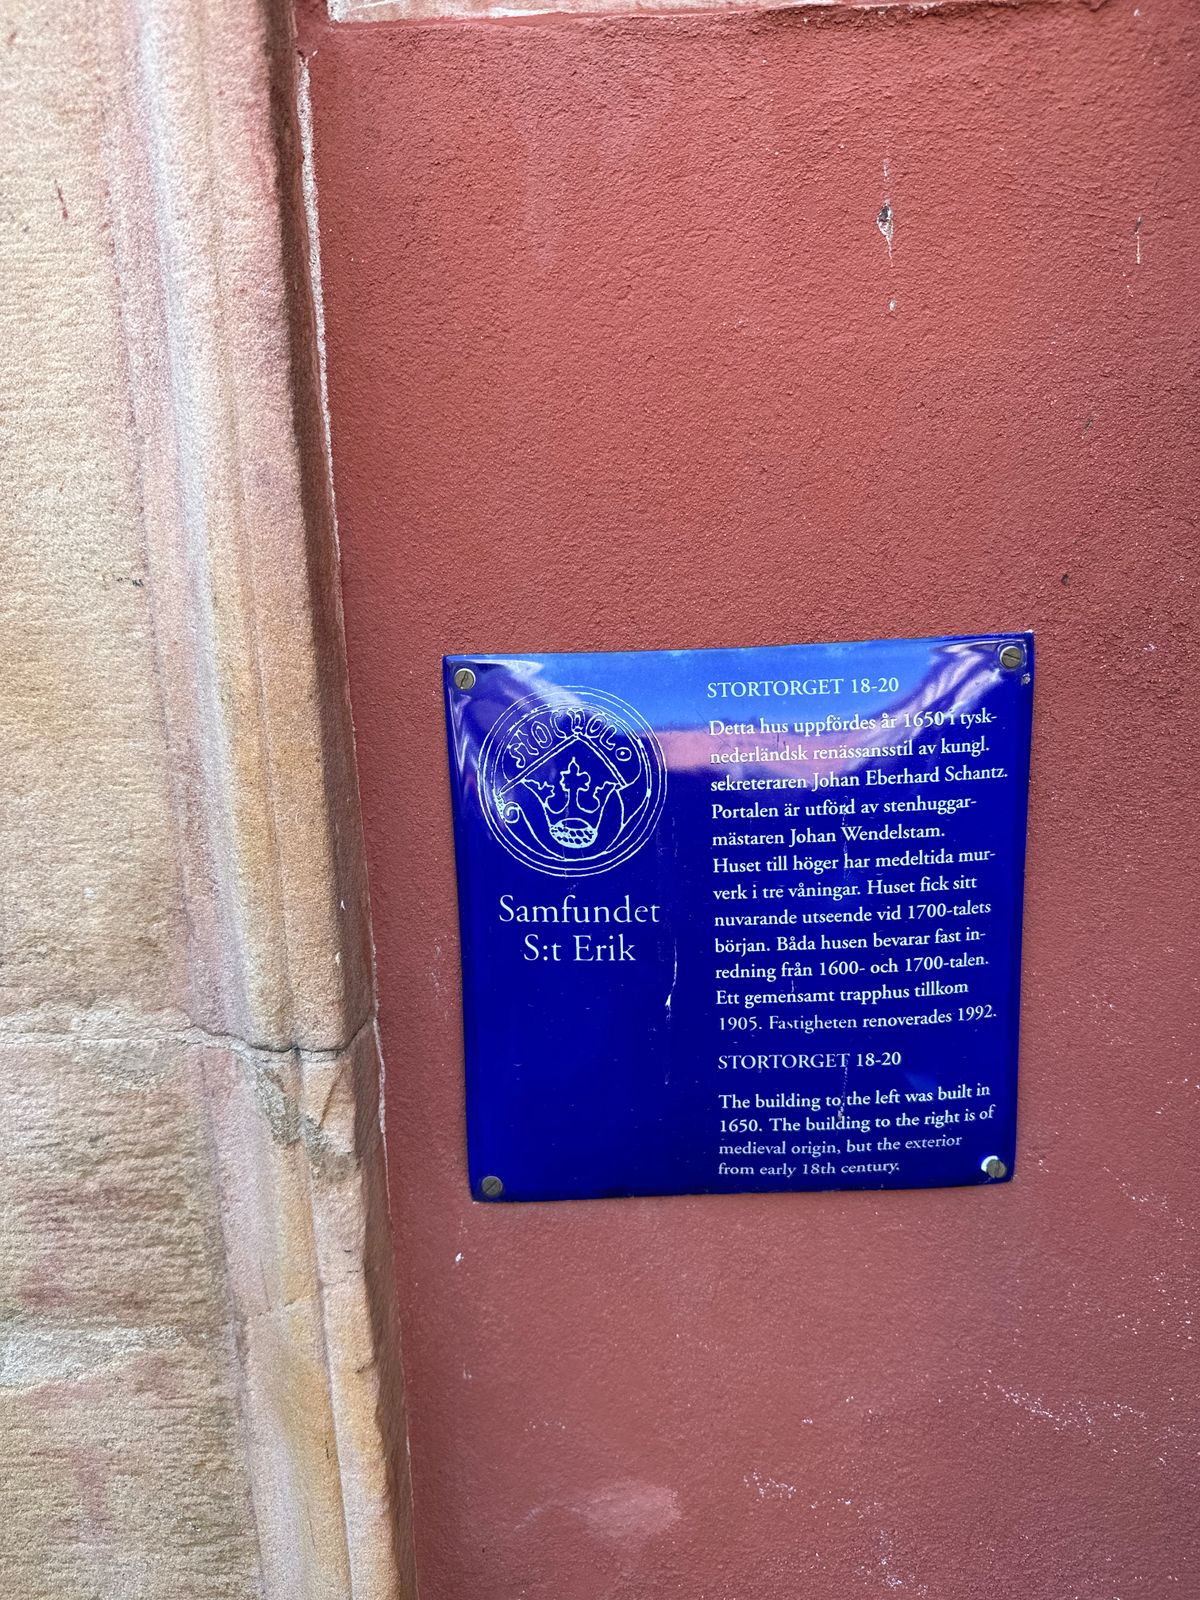 Samfundet
S:t Erik
STORTORGET 18-20
Detta hus uppfördes år 1650 i tysk-
nederländsk renässansstil av kungl.
sekreteraren Johan Eberhard Schantz.
Portalen är utförd av stenhuggar-
mästaren Johan Wendelstam.
Huset till höger har medeltida mur-
verk i tre våningar. Huset fick sitt
nuvarande utseende vid 1700-talets
början. Båda husen bevarar fast in-
redning från 1600- och 1700-talen.
Ett gemensamt trapphus tillkom
1905. Fastigheten renoverades 1992.
STORTORGET 18-20
The building to the left was built in
1650. The building to the right is of
medieval origin, but the exterior
from early 18th century.